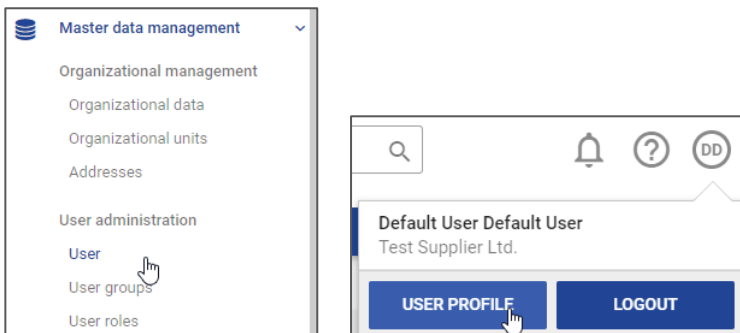 Master data management
Organizational management
Organizational data
Organizational units
Addresses
User administration
User
User groups
User roles
DD
Default User Default User
Test Supplier Ltd.
USER PROFILE
LOGOUT